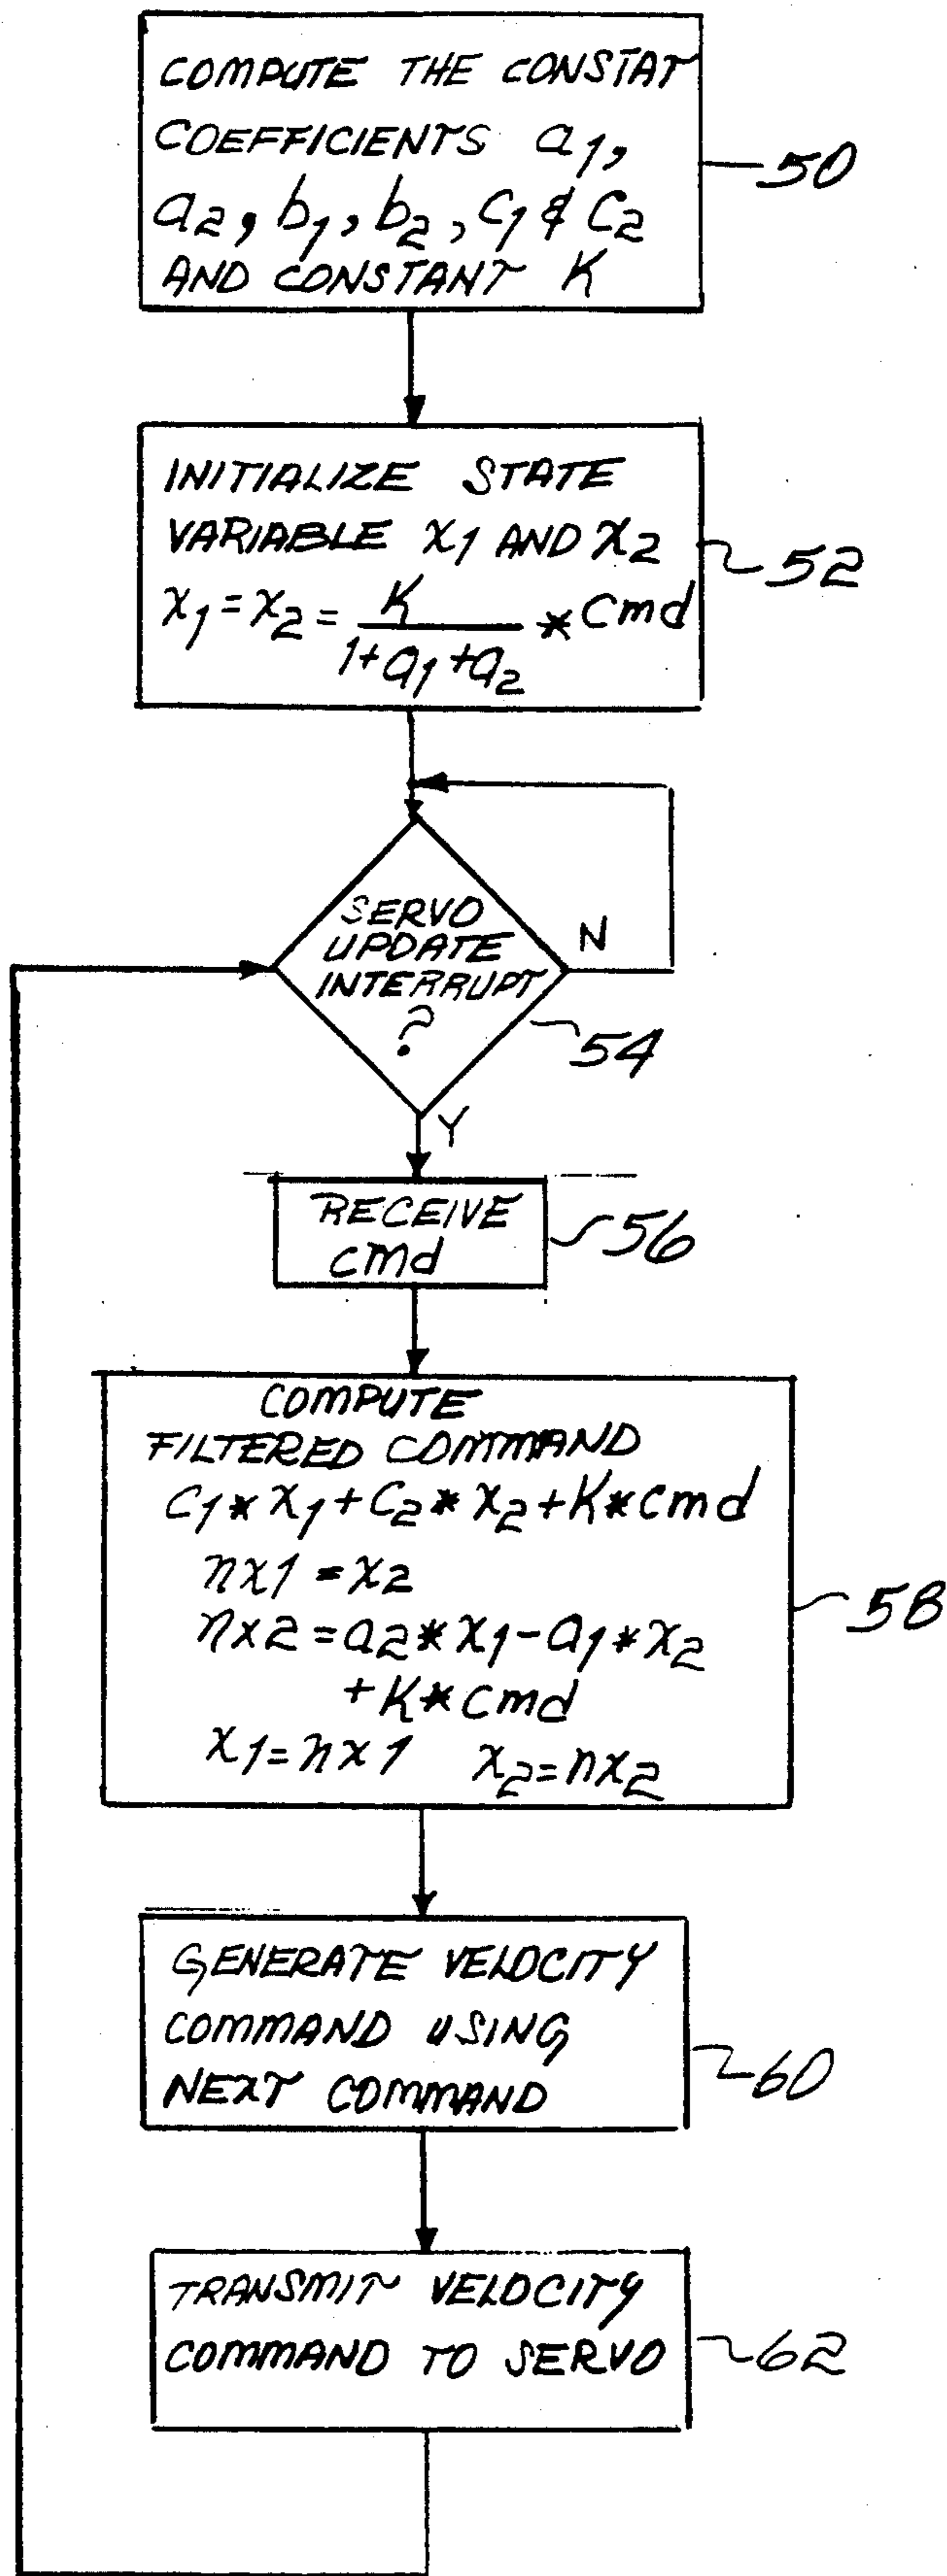 COMPUTE THE CONSTAT
COEFFICIENTS a1,
a2, b1, b2, c1 & c2
AND CONSTANT K
50
INITIALIZE STATE
VARIABLE x1 AND x2
x1 = x2 = K / 1+a1+a2 * cmd
52
SERVO
UPDATE
INTERRUPT
?
N
54
Y
RECEIVE
cmd
56
COMPUTE
FILTERED COMMAND
c1*x1+c2*x2+K*cmd
nx1 = x2
nx2 = a2*x1-a1*x2
+K*cmd
x1=nx1 x2=nx2
58
GENERATE VELOCITY
COMMAND USING
NEXT COMMAND
60
TRANSMIT VELOCITY
COMMAND TO SERVO
62